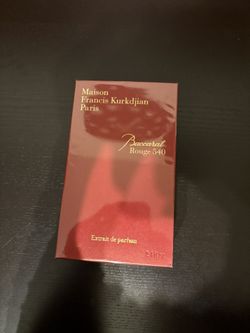 Maison
Francis Kurkdjian
Paris
Baccarat
Rouge 540
Extrait de parfum